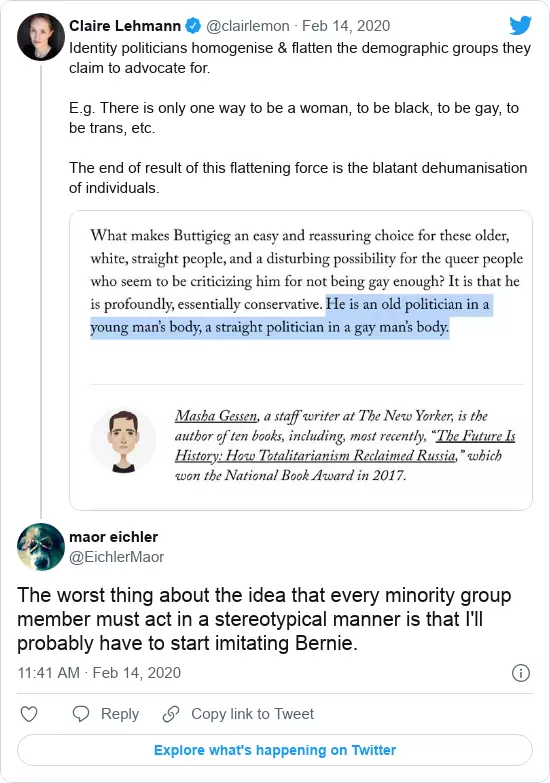 Claire Lehmann @clairlemon · Feb 14, 2020
Identity politicians homogenise & flatten the demographic groups they
claim to advocate for.
E.g. There is only one way to be a woman, to be black, to be gay, to
be trans, etc.
The end of result of this flattening force is the blatant dehumanisation
of individuals.
What makes Buttigieg an easy and reassuring choice for these older,
white, straight people, and a disturbing possibility for the queer people
who seem to be criticizing him for not being gay enough? It is that he
is profoundly, essentially conservative. He is an old politician in a
young man's body, a straight politician in a gay man's body.
Masha Gessen, a staff writer at The New Yorker, is the
author of ten books, including, most recently, “The Future Is
History: How Totalitarianism Reclaimed Russia,” which
won the National Book Award in 2017.
maor eichler
@EichlerMaor
The worst thing about the idea that every minority group
member must act in a stereotypical manner is that I'll
probably have to start imitating Bernie.
11:41 AM · Feb 14, 2020
Reply
Copy link to Tweet
Explore what's happening on Twitter